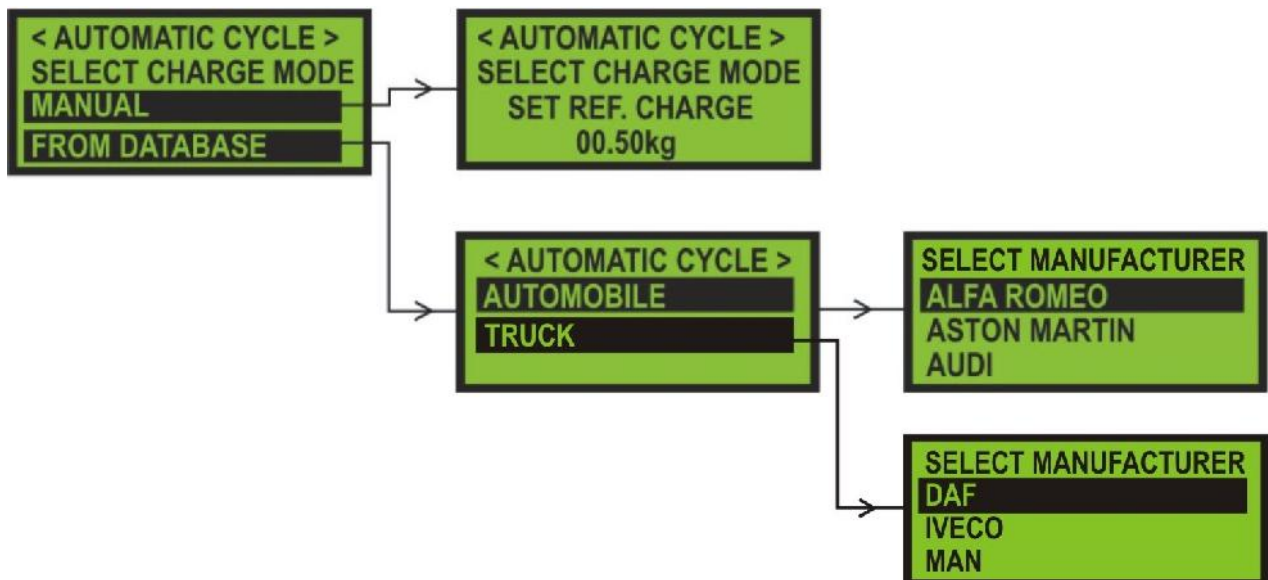 < AUTOMATIC CYCLE >
SELECT CHARGE MODE
MANUAL
FROM DATABASE
< AUTOMATIC CYCLE >
SELECT CHARGE MODE
SET REF. CHARGE
00.50kg
< AUTOMATIC CYCLE >
AUTOMOBILE
TRUCK
SELECT MANUFACTURER
ALFA ROMEO
ASTON MARTIN
AUDI
SELECT MANUFACTURER
DAF
IVECO
MAN